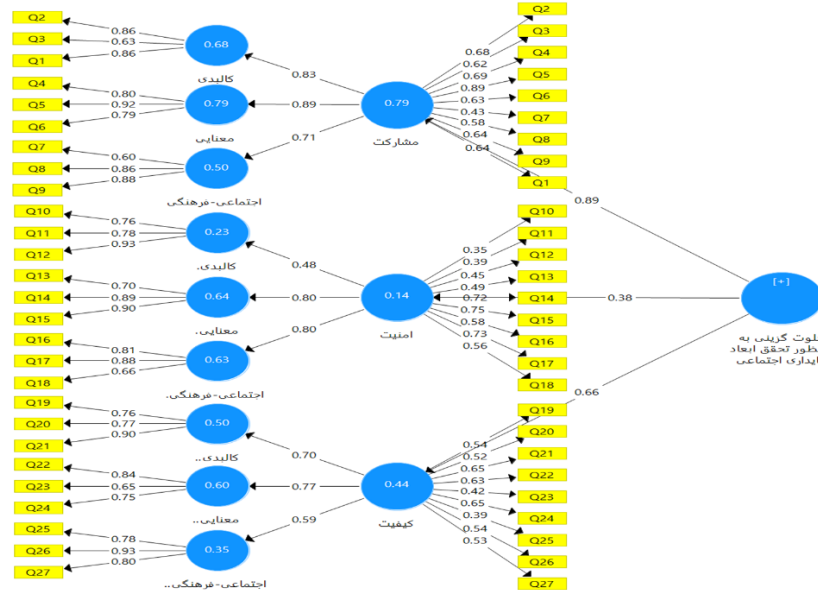 Q2
Q3
Q1
Q4
Q5
Q6
Q7
Q8
Q9
Q10
Q11
Q12
Q13
Q14
Q15
Q16
Q17
Q18
Q19
Q20
Q21
Q22
Q23
Q24
Q25
Q26
Q27
0.86
0.63
0.86
0.80
0.92
0.79
0.60
0.86
0.88
0.76
0.78
0.93
0.70
0.89
0.90
0.81
0.88
0.66
0.76
0.77
0.90
0.84
0.65
0.75
0.78
0.93
0.80
0.68
کالبدی
0.79
معنایی
0.50
اجتماعی-فرهنگی
0.23
کالبدی.
0.64
معنایی.
0.63
اجتماعی-فرهنگی.
0.50
کالبدی..
0.60
معنایی..
0.35
اجتماعی-فرهنگی..
0.83
0.89
0.71
0.48
0.80
0.80
0.70
0.77
0.59
0.79
مشارکت
0.14
امنیت
0.44
کیفیت
0.68
0.62
0.69
0.89
0.63
0.43
0.58
0.64
0.64
0.35
0.39
0.45
0.49
0.72
0.75
0.58
0.73
0.56
0.54
0.52
0.65
0.63
0.42
0.65
0.39
0.54
0.53
Q2
Q3
Q4
Q5
Q6
Q7
Q8
Q9
Q1
Q10
Q11
Q12
Q13
Q14
Q15
Q16
Q17
Q18
Q19
Q20
Q21
Q22
Q23
Q24
Q25
Q26
Q27
0.89
0.38
0.66
[+]
لوت گزینی به
نظور تحقق ابعاد
ایداری اجتماعی